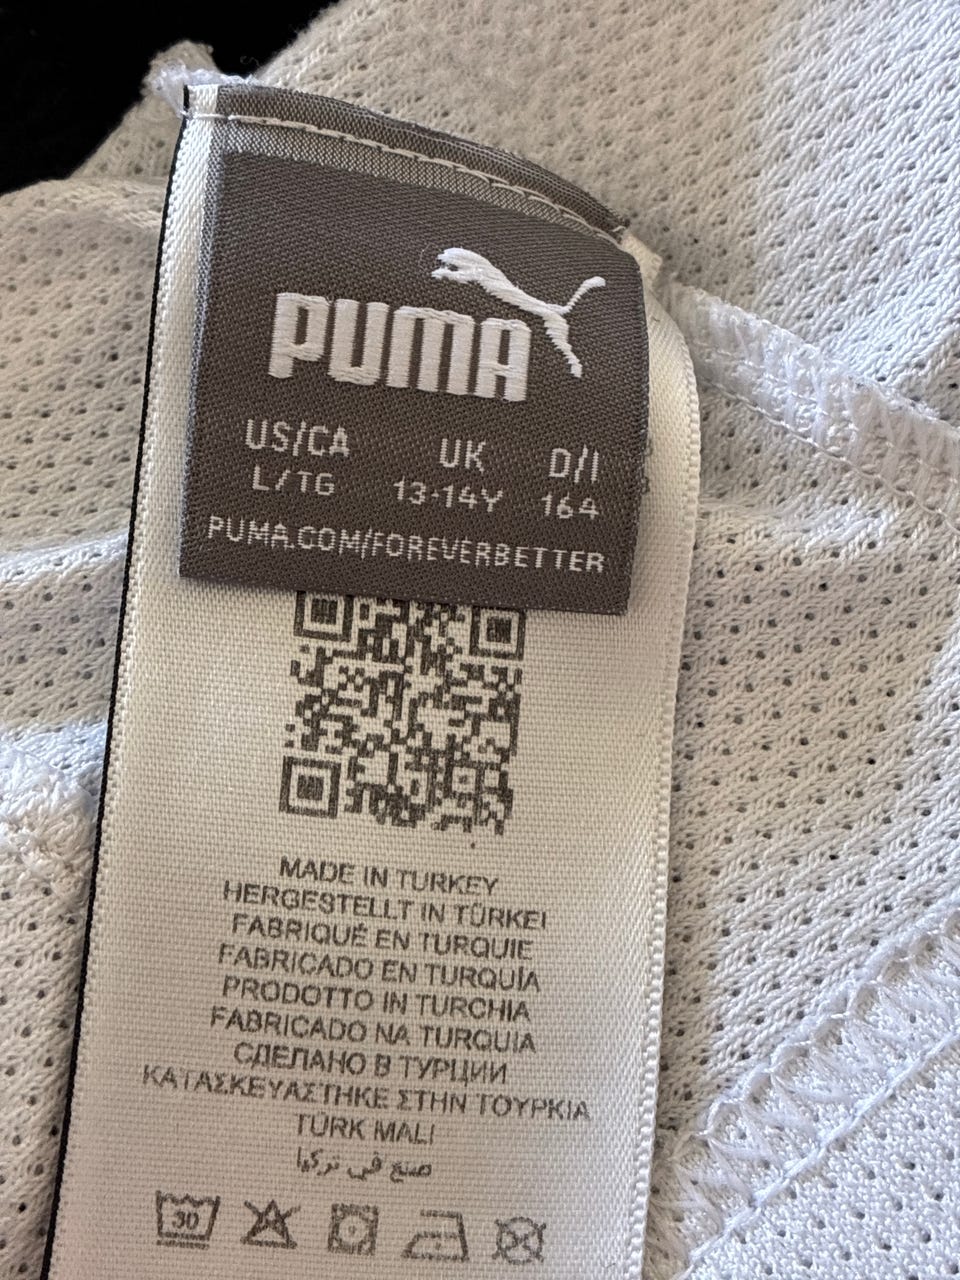 PUMA
US/CA UK D/I
L/TG 13-14Y 164
PUMA.COM/FOREVERBETTER
MADE IN TURKEY
HERGESTELLT IN TÜRKEI
FABRIQUÉ EN TURQUIE
FABRICADO EN TURQUÍA
PRODOTTO IN TURCHIA
FABRICADO NA TURQUIA
СДЕЛАНО В ТУРЦИИ
ΚΑΤΑΣΚΕΥΑΣΤΗΚΕ ΣΤΗΝ ΤΟΥΡΚΙΑ
TÜRK MALI
صنع في تركيا
30